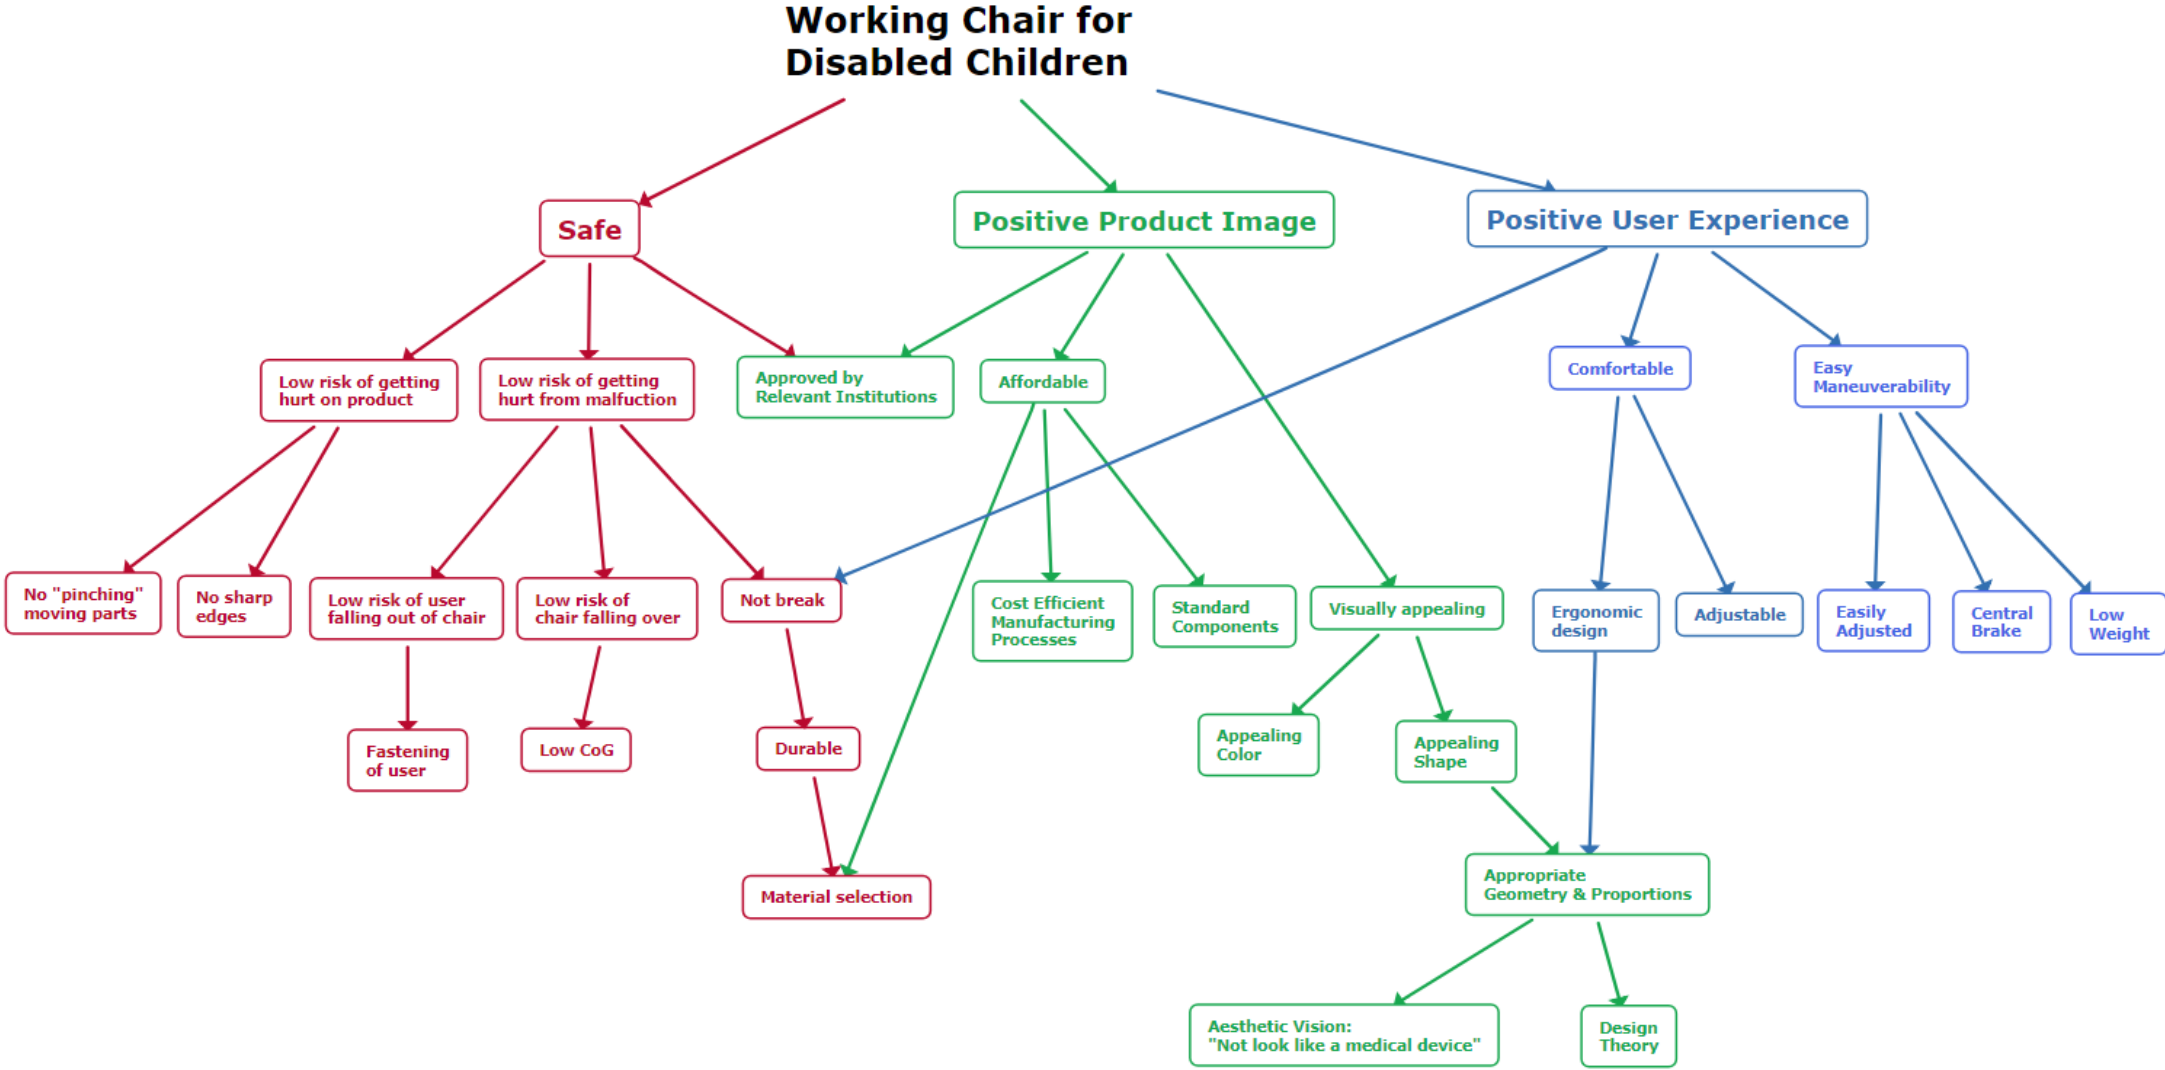 Working Chair for
Disabled Children
Safe
Positive Product Image
Positive User Experience
Low risk of getting
hurt on product
Low risk of getting
hurt from malfuction
Approved by
Relevant Institutions
Affordable
Comfortable
Easy
Maneuverability
No "pinching"
moving parts
No sharp
edges
Low risk of user
falling out of chair
Low risk of
chair falling over
Not break
Cost Efficient
Manufacturing
Processes
Standard
Components
Visually appealing
Ergonomic
design
Adjustable
Easily
Adjusted
Central
Brake
Low
Weight
Fastening
of user
Low CoG
Durable
Appealing
Color
Appealing
Shape
Material selection
Appropriate
Geometry & Proportions
Aesthetic Vision:
"Not look like a medical device"
Design
Theory